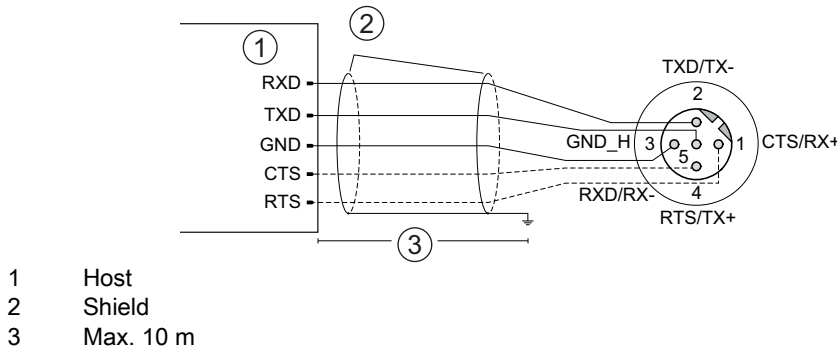 1
2
TXD/TX-
RXD
2
TXD
GND
GND_H
3
1
CTS/RX+
5
CTS
RXD/RX-
4
RTS
RTS/TX+
3
1 Host
2 Shield
3 Max. 10 m